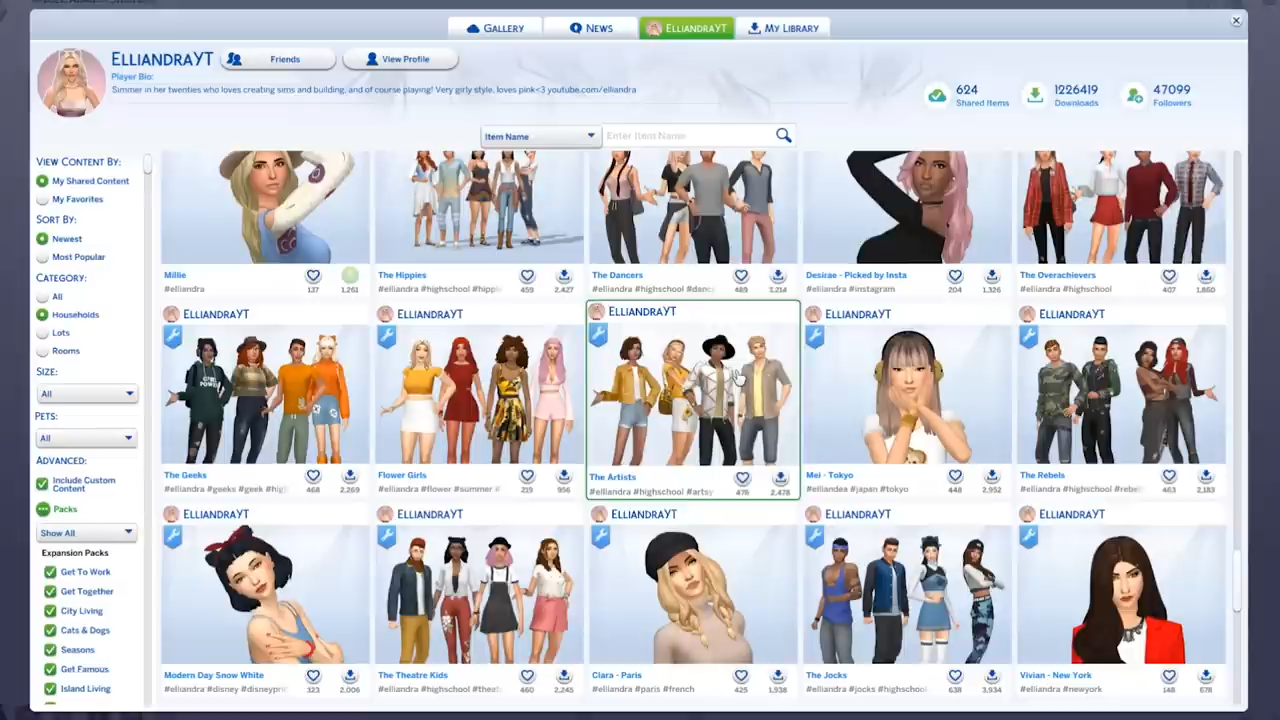 GALLERY
NEWS
ELLIANDRAYT
MY LIBRARY
ELLIANDRAYT
Friends
View Profile
Player Bio:
Summer in her twenties who loves creating sims and building, and of course playing! Very girly style, loves pink<3 youtube.com/elliandra
624
Shared Items
1226419
Downloads
47099
Followers
Item Name
Enter Item Name
VIEW CONTENT BY:
My Shared Content
My Favorites
SORT BY:
Newest
Most Popular
CATEGORY:
All
Households
Lots
Rooms
SIZE:
All
PETS:
All
ADVANCED:
Include Custom
Content
Packs
Show All
Expansion Packs
Get To Work
Get Together
City Living
Cats & Dogs
Seasons
Get Famous
Island Living
Millie
#elliandra
137
1,261
The Hippies
#elliandra #highschool #hippi
459
2,427
The Dancers
#elliandra #highschool #danc
489
3,214
Desirae - Picked by Insta
#elliandra #instagram
204
1,326
The Overachievers
#elliandra #highschool
407
1,860
ELLIANDRAYT
The Geeks
#elliandra #geeks #geek #hig
468
2,269
ELLIANDRAYT
Flower Girls
#elliandra #flower #summer #
219
956
ELLIANDRAYT
The Artists
#elliandra #highschool #artsy
476
2,478
ELLIANDRAYT
Mei - Tokyo
#elliandea #japan #tokyo
448
2,952
ELLIANDRAYT
The Rebels
#elliandra #highschool #rebel
463
2,183
ELLIANDRAYT
Modern Day Snow White
#elliandra #disney #disneypri
323
2,006
ELLIANDRAYT
The Theatre Kids
#elliandra #highschool #theat
460
2,245
ELLIANDRAYT
Clara - Paris
#elliandra #paris #french
425
1,938
ELLIANDRAYT
The Jocks
#elliandra #jocks #highschool
638
3,934
ELLIANDRAYT
Vivian - New York
#elliandra #newyork
148
678